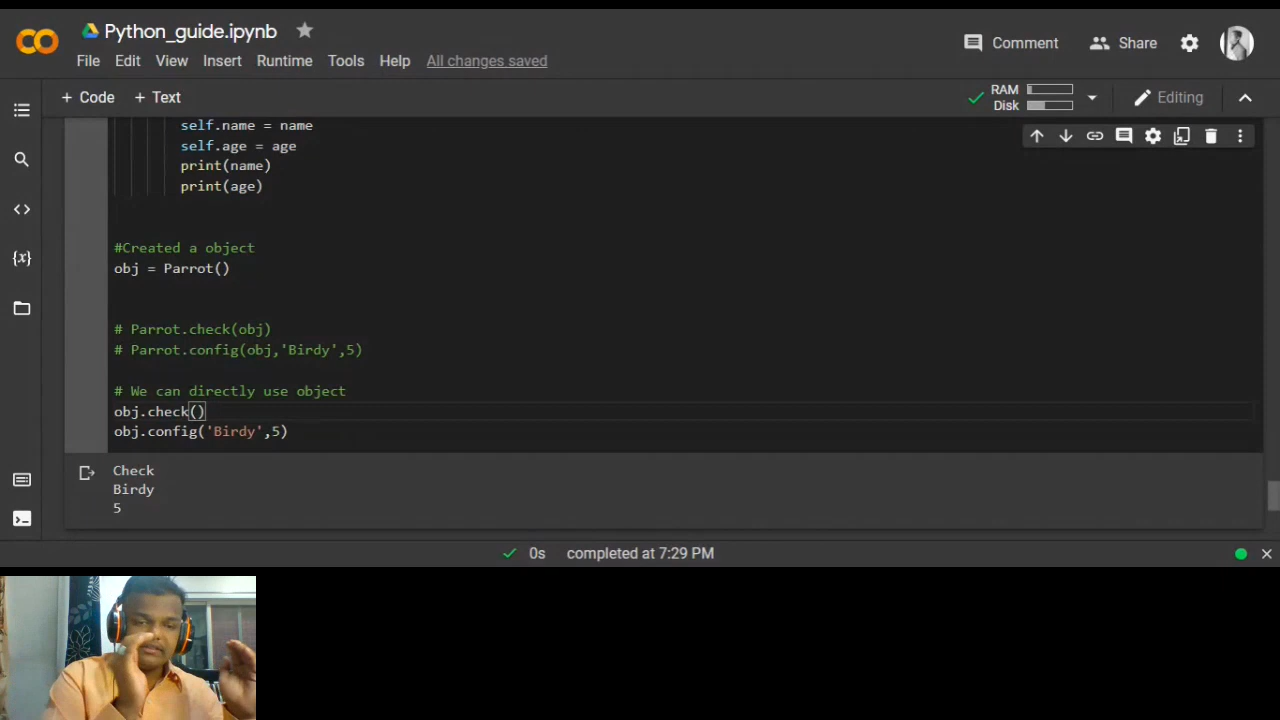 Python_guide.ipynb
Comment
Share
File Edit View Insert Runtime Tools Help All changes saved
+ Code + Text
RAM
Disk
Editing
self.name = name
self.age = age
print(name)
print(age)
#Created a object
obj = Parrot()
# Parrot.check(obj)
# Parrot.config(obj,'Birdy',5)
# We can directly use object
obj.check()
obj.config('Birdy',5)
Check
Birdy
5
0s completed at 7:29 PM